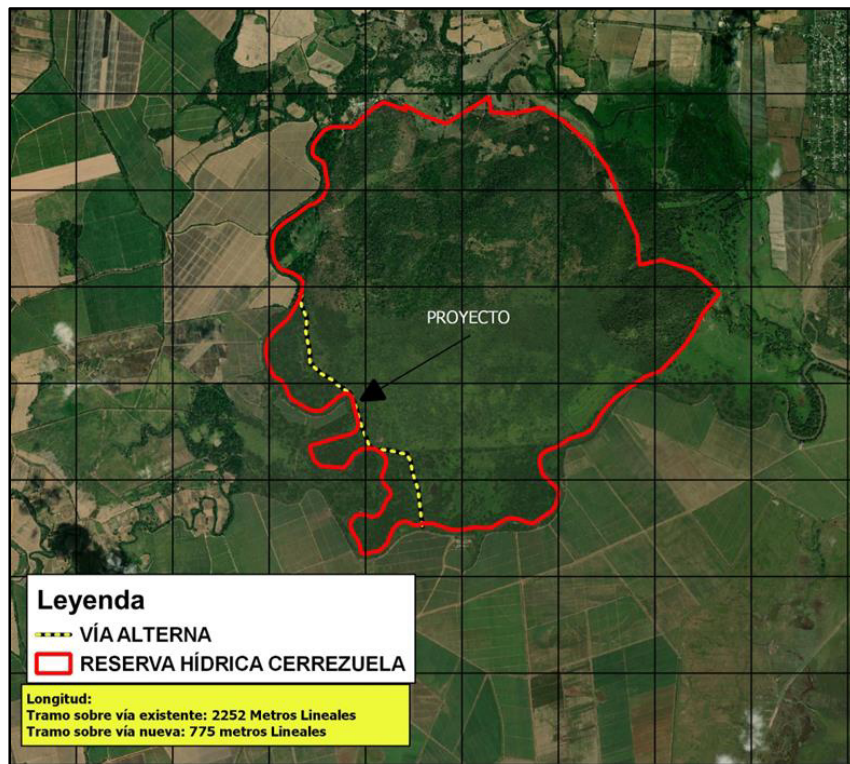 PROYECTO
Leyenda
VÍA ALTERNA
RESERVA HÍDRICA CERREZUELA
Longitud:
Tramo sobre vía existente: 2252 Metros Lineales
Tramo sobre vía nueva: 775 metros Lineales